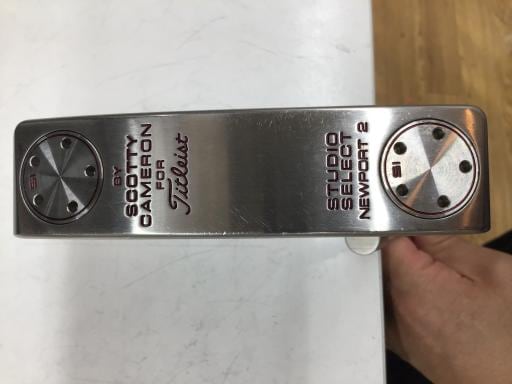 BY
SCOTTY
CAMERON
FOR
Titleist
STUDIO
SELECT
NEWPORT 2